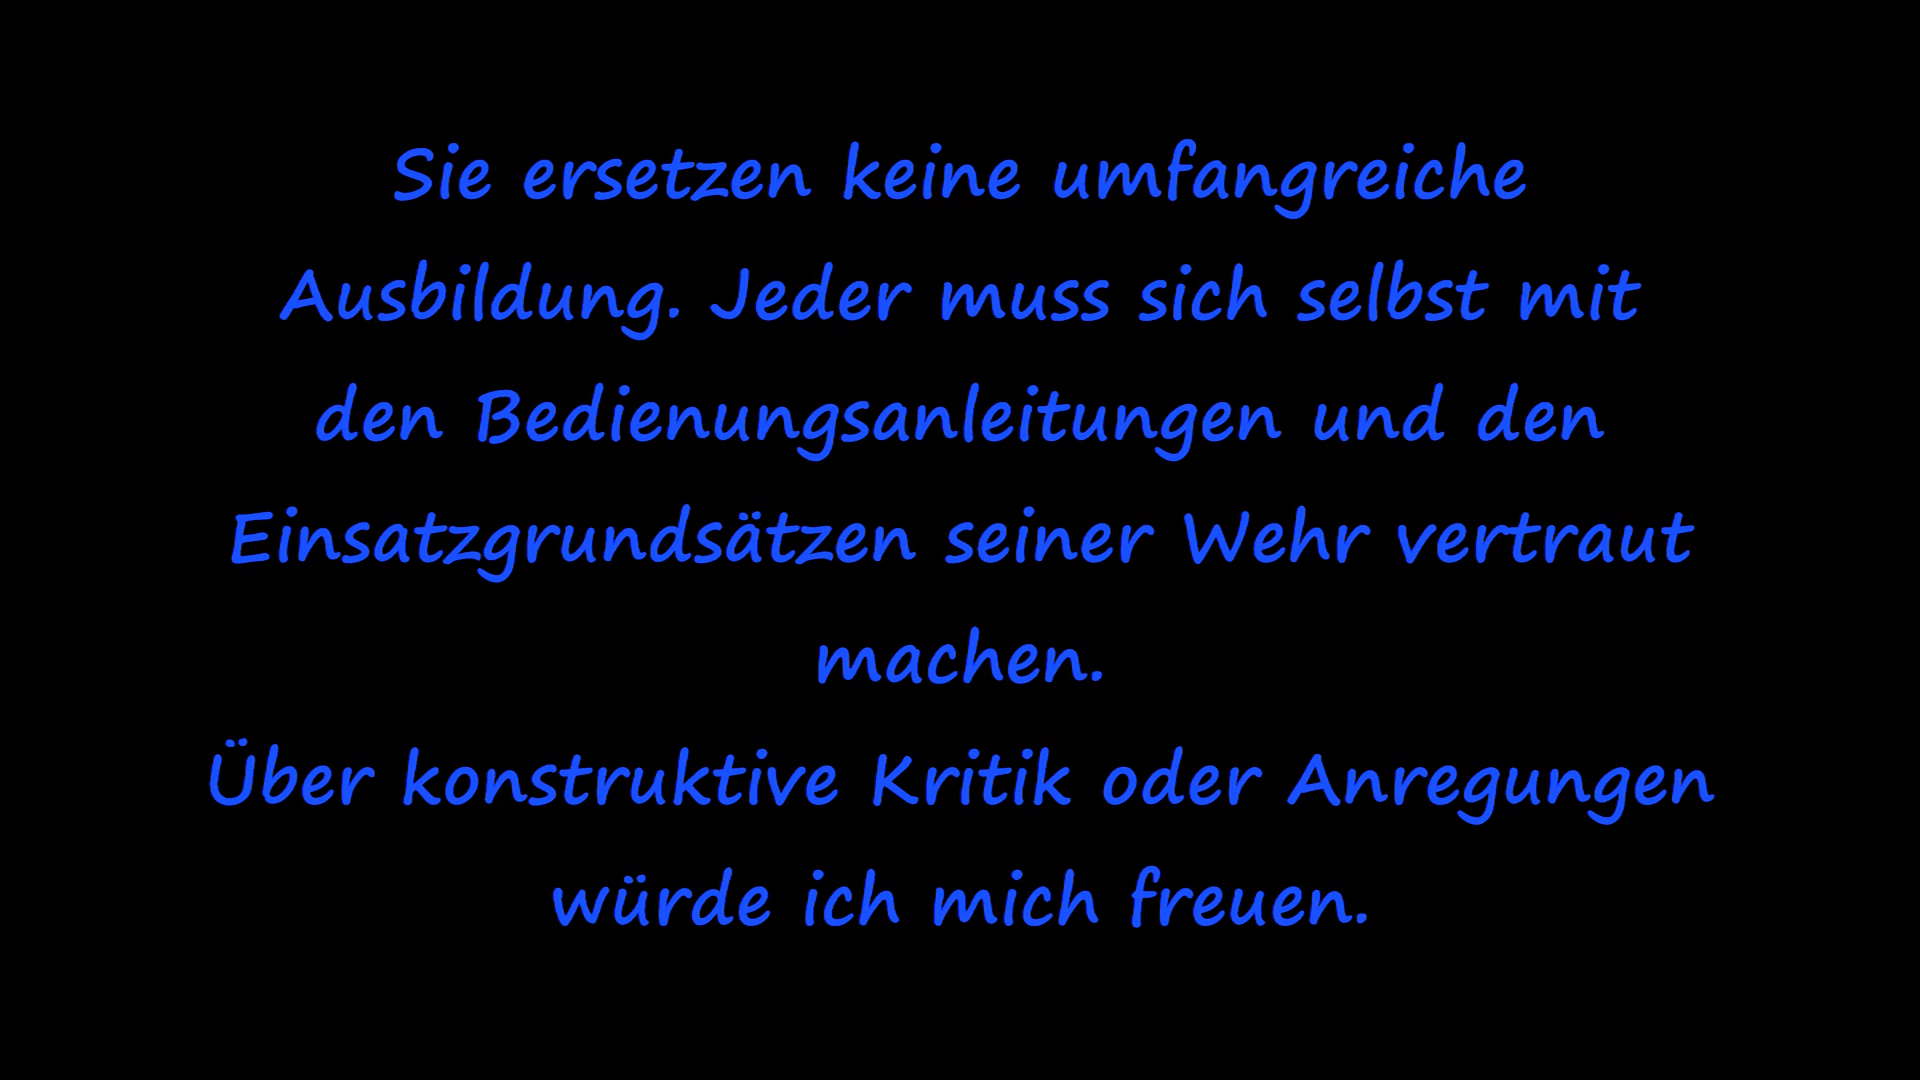 Sie ersetzen keine umfangreiche
Ausbildung. Jeder muss sich selbst mit
den Bedienungsanleitungen und den
Einsatzgrundsätzen seiner Wehr vertraut
machen.
Über konstruktive Kritik oder Anregungen
würde ich mich freuen.